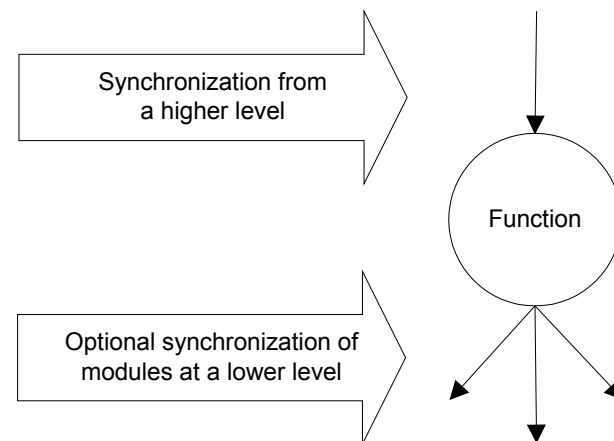 Synchronization from
a higher level
Function
Optional synchronization of
modules at a lower level